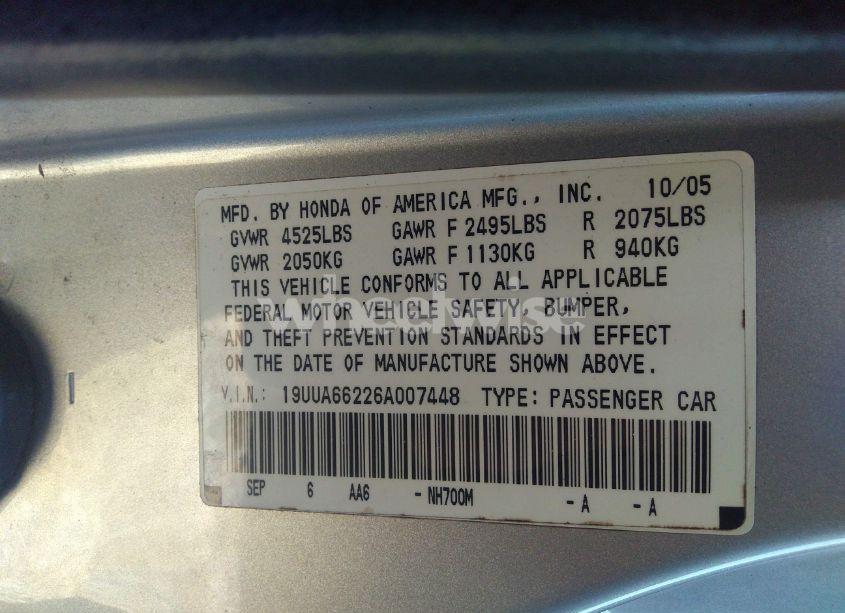 MFD. BY HONDA OF AMERICA MFG., INC. 10/05
GVWR 4525LBS GAWR F 2495LBS R 2075LBS
GVWR 2050KG GAWR F 1130KG R 940KG
THIS VEHICLE CONFORMS TO ALL APPLICABLE
FEDERAL MOTOR VEHICLE SAFETY, BUMPER,
wheelwise
AND THEFT PREVENTION STANDARDS IN EFFECT
ON THE DATE OF MANUFACTURE SHOWN ABOVE.
V.I.N.: 19UUA66226A007448 TYPE: PASSENGER CAR
SEP 6 AA6 - NH700M - A - A